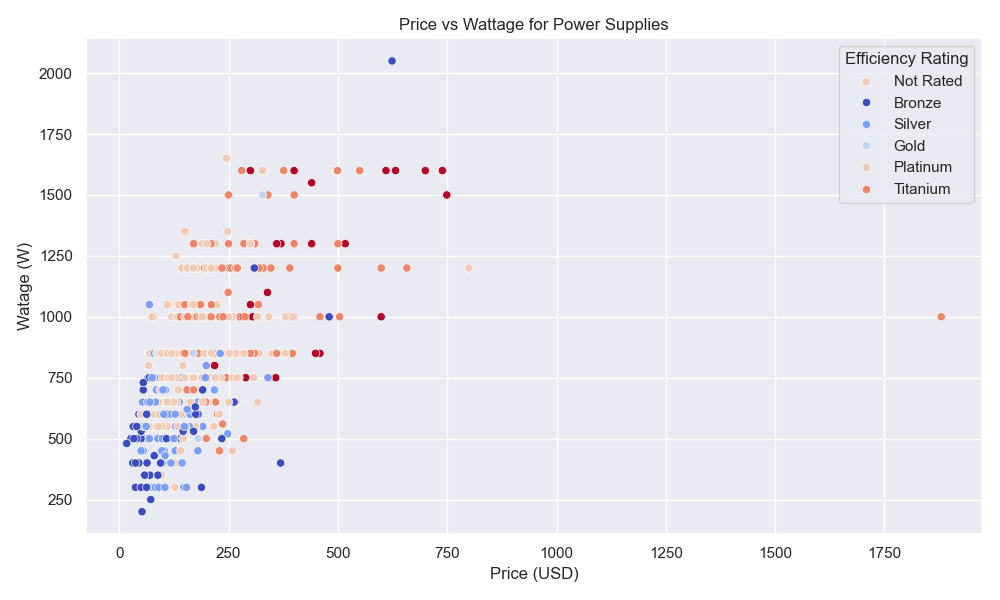 Price vs Wattage for Power Supplies
Efficiency Rating
Not Rated
Bronze
Silver
Gold
Platinum
Titanium
Watage (W)
2000
1750
1500
1250
1000
750
500
250
0 250 500 750 1000 1250 1500 1750
Price (USD)